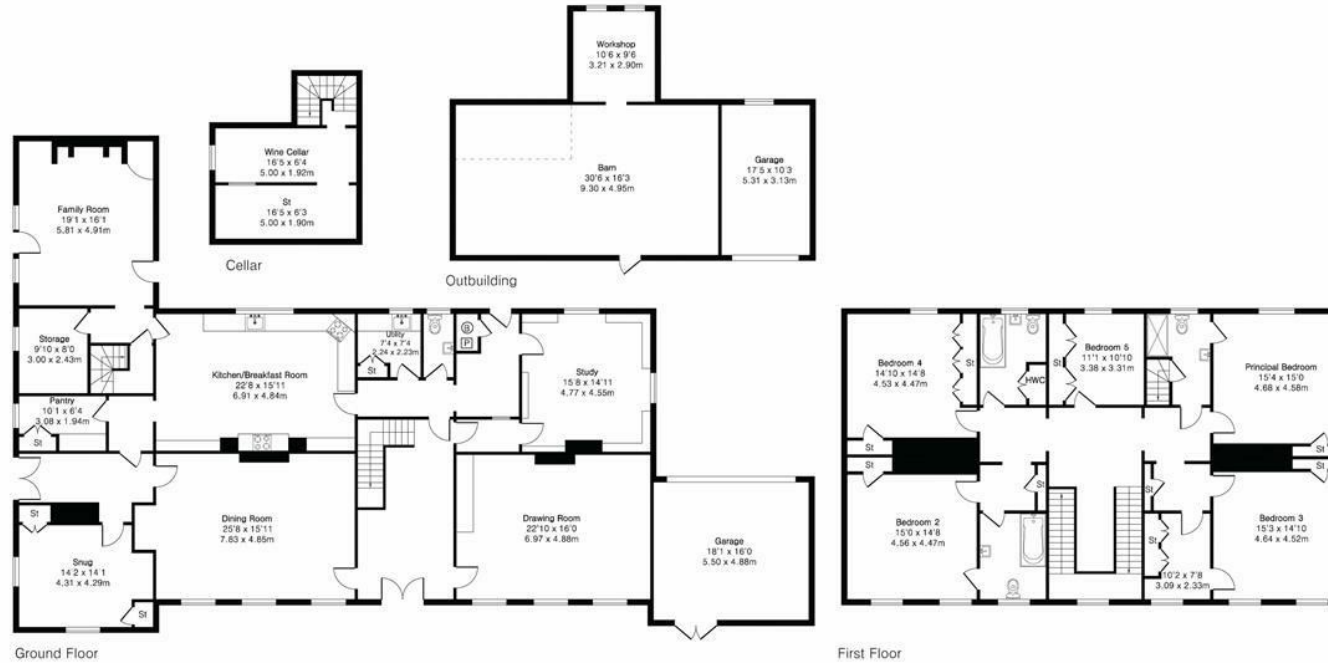 Workshop
10'6 x 9'6
3.21 x 2.90m
Wine Cellar
16'5 x 6'4
5.00 x 1.92m
St
16'5 x 6'3
5.00 x 1.90m
Cellar
Barn
30'6 x 16'3
9.30 x 4.95m
Garage
17'5 x 10'3
5.31 x 3.13m
Outbuilding
Family Room
19'1 x 16'1
5.81 x 4.91m
Storage
9'10 x 8'0
3.00 x 2.43m
Pantry
10'1 x 6'4
3.08 x 1.94m
St
Kitchen/Breakfast Room
22'8 x 15'11
6.91 x 4.84m
Utility
7'4 x 7'4
2.24 x 2.23m
St
B
P
Study
15'8 x 14'11
4.77 x 4.55m
St
Snug
14'2 x 14'1
4.31 x 4.29m
St
Dining Room
25'8 x 15'11
7.83 x 4.85m
Drawing Room
22'10 x 16'0
6.97 x 4.88m
Garage
18'1 x 16'0
5.50 x 4.88m
Ground Floor
Bedroom 4
14'10 x 14'8
4.53 x 4.47m
St
St
HWC
St
Bedroom 5
11'1 x 10'10
3.38 x 3.31m
Principal Bedroom
15'4 x 15'0
4.68 x 4.58m
St
St
St
Bedroom 2
15'0 x 14'8
4.56 x 4.47m
St
St
St
10'2 x 7'8
3.09 x 2.33m
Bedroom 3
15'3 x 14'10
4.64 x 4.52m
First Floor